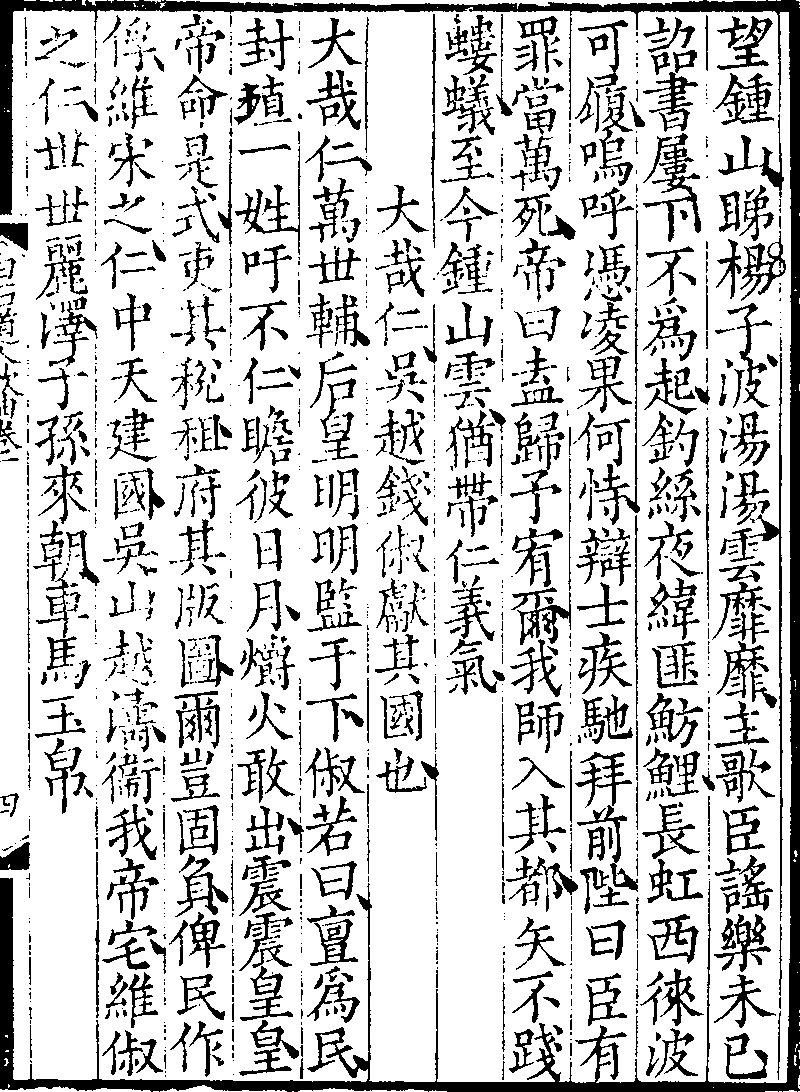 望鍾山睇楊子波湯湯雲靡靡主歌臣謠樂未已
詔書屢下不爲起釣絲夜緯匪魴鯉長虹西徠波
可履嗚呼憑凌果何恃辯士疾馳拜前陛曰臣有
罪當萬死帝曰盍歸予宥爾我師入其都矢不踐
螻蟻至今鍾山雲猶帶仁義氣
大哉仁吳越錢俶獻其國也
大哉仁萬世輔后皇明明監于下俶若曰亶爲民
封殖一姓吁不仁瞻彼日月爝火敢出震震皇皇
帝命是式吏其稅租府其版圖爾豈固負俾民作
俘維宋之仁中天建國吳山越濤衞我帝宅維俶
之仁世世麗澤子孫來朝車馬玉帛
四